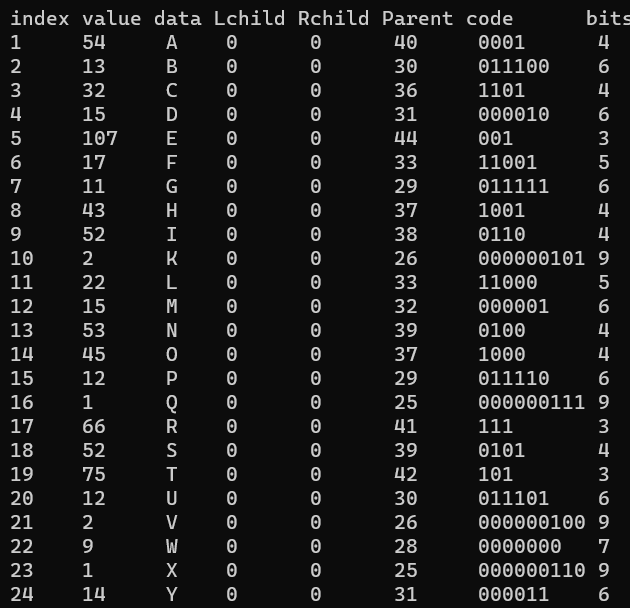 index value data Lchild Rchild Parent code bits
1 54 A 0 0 40 0001 4
2 13 B 0 0 30 011100 6
3 32 C 0 0 36 1101 4
4 15 D 0 0 31 000010 6
5 107 E 0 0 44 001 3
6 17 F 0 0 33 11001 5
7 11 G 0 0 29 011111 6
8 43 H 0 0 37 1001 4
9 52 I 0 0 38 0110 4
10 2 K 0 0 26 000000101 9
11 22 L 0 0 33 11000 5
12 15 M 0 0 32 000001 6
13 53 N 0 0 39 0100 4
14 45 O 0 0 37 1000 4
15 12 P 0 0 29 011110 6
16 1 Q 0 0 25 000000111 9
17 66 R 0 0 41 111 3
18 52 S 0 0 39 0101 4
19 75 T 0 0 42 101 3
20 12 U 0 0 30 011101 6
21 2 V 0 0 26 000000100 9
22 9 W 0 0 28 0000000 7
23 1 X 0 0 25 000000110 9
24 14 Y 0 0 31 000011 6